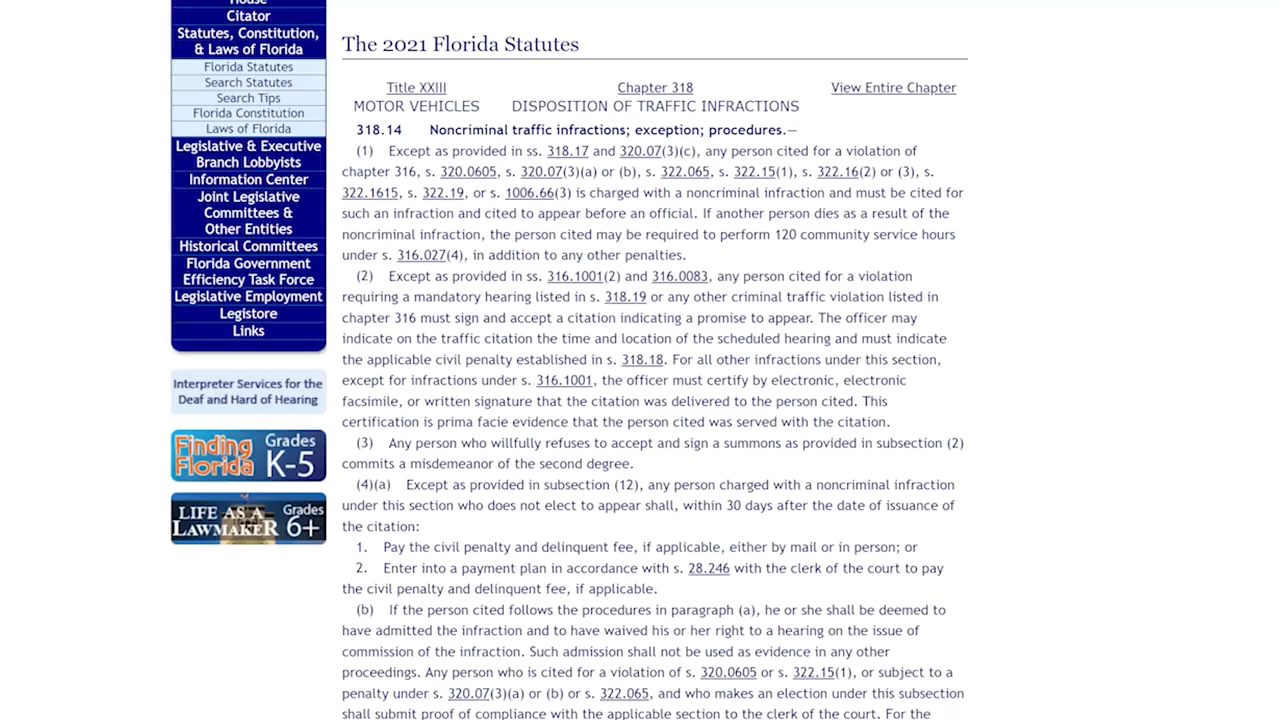 House
Citator
Statutes, Constitution,
& Laws of Florida
Florida Statutes
Search Statutes
Search Tips
Florida Constitution
Laws of Florida
Legislative & Executive
Branch Lobbyists
Information Center
Joint Legislative
Committees &
Other Entities
Historical Committees
Florida Government
Efficiency Task Force
Legislative Employment
Legistore
Links
Interpreter Services for the
Deaf and Hard of Hearing
Finding Grades
Florida K-5
LIFE AS A Grades
LAWMAKER 6+
The 2021 Florida Statutes
Title XXIII Chapter 318 View Entire Chapter
MOTOR VEHICLES DISPOSITION OF TRAFFIC INFRACTIONS
318.14 Noncriminal traffic infractions; exception; procedures.—
(1) Except as provided in ss. 318.17 and 320.07(3)(c), any person cited for a violation of
chapter 316, s. 320.0605, s. 320.07(3)(a) or (b), s. 322.065, s. 322.15(1), s. 322.16(2) or (3), s.
322.1615, s. 322.19, or s. 1006.66(3) is charged with a noncriminal infraction and must be cited for
such an infraction and cited to appear before an official. If another person dies as a result of the
noncriminal infraction, the person cited may be required to perform 120 community service hours
under s. 316.027(4), in addition to any other penalties.
(2) Except as provided in ss. 316.1001(2) and 316.0083, any person cited for a violation
requiring a mandatory hearing listed in s. 318.19 or any other criminal traffic violation listed in
chapter 316 must sign and accept a citation indicating a promise to appear. The officer may
indicate on the traffic citation the time and location of the scheduled hearing and must indicate
the applicable civil penalty established in s. 318.18. For all other infractions under this section,
except for infractions under s. 316.1001, the officer must certify by electronic, electronic
facsimile, or written signature that the citation was delivered to the person cited. This
certification is prima facie evidence that the person cited was served with the citation.
(3) Any person who willfully refuses to accept and sign a summons as provided in subsection (2)
commits a misdemeanor of the second degree.
(4)(a) Except as provided in subsection (12), any person charged with a noncriminal infraction
under this section who does not elect to appear shall, within 30 days after the date of issuance of
the citation:
1. Pay the civil penalty and delinquent fee, if applicable, either by mail or in person; or
2. Enter into a payment plan in accordance with s. 28.246 with the clerk of the court to pay
the civil penalty and delinquent fee, if applicable.
(b) If the person cited follows the procedures in paragraph (a), he or she shall be deemed to
have admitted the infraction and to have waived his or her right to a hearing on the issue of
commission of the infraction. Such admission shall not be used as evidence in any other
proceedings. Any person who is cited for a violation of s. 320.0605 or s. 322.15(1), or subject to a
penalty under s. 320.07(3)(a) or (b) or s. 322.065, and who makes an election under this subsection
shall submit proof of compliance with the applicable section to the clerk of the court. For the